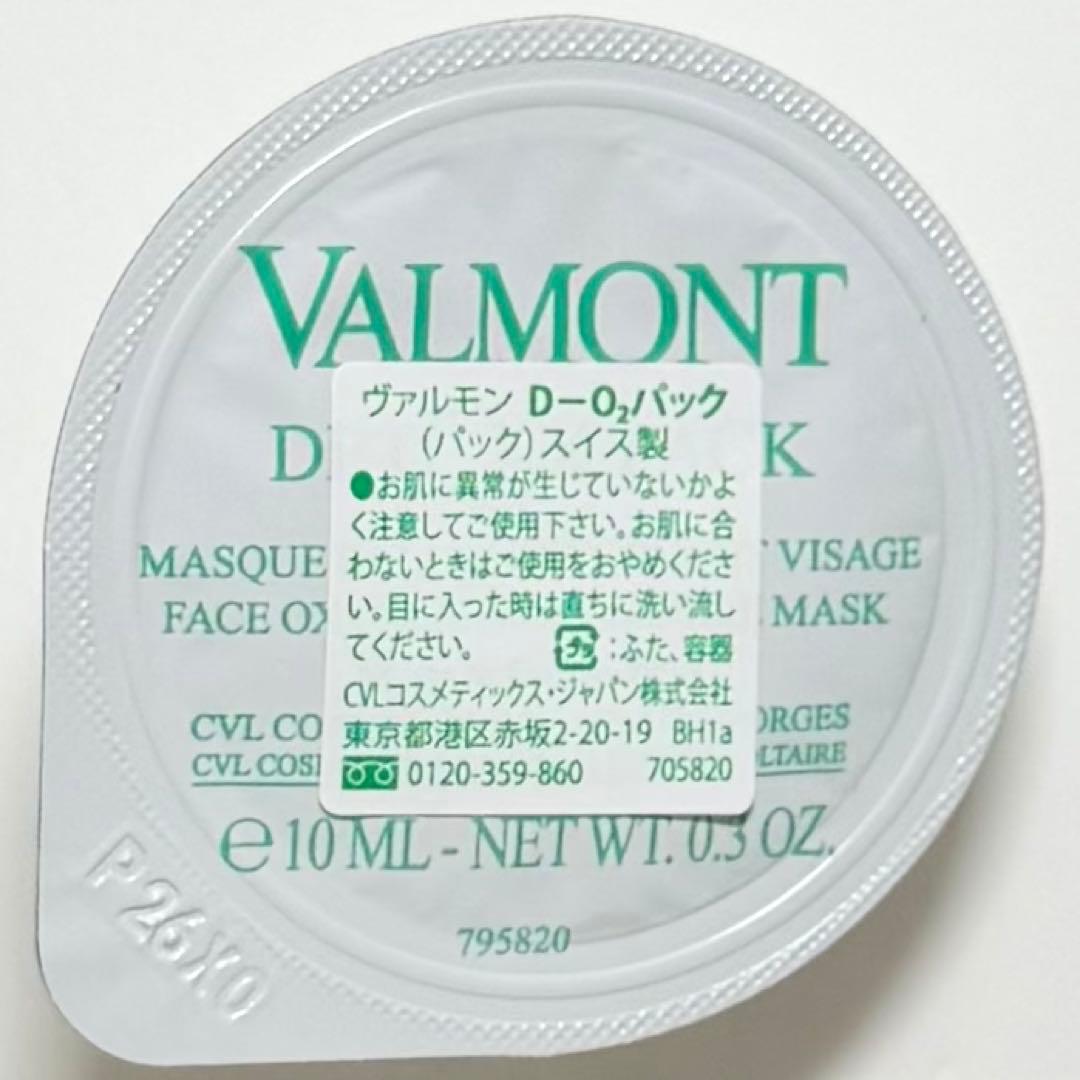 VALMONT
ヴァルモン D-O₂パック
(パック)スイス製
D K
●お肌に異常が生じていないかよ
く注意してご使用下さい。お肌に合
わないときはご使用をおやめくださ
い。目に入った時は直ちに洗い流し
てください。 プラ:ふた、容器
MASQUE VISAGE
FACE MASK
CVLコスメティックス・ジャパン株式会社
東京都港区赤坂2-20-19 BH1a
0120-359-860 705820
CVL
CVL
e 10 ML - NET WT. 0.3 OZ.
795820
P 26X0